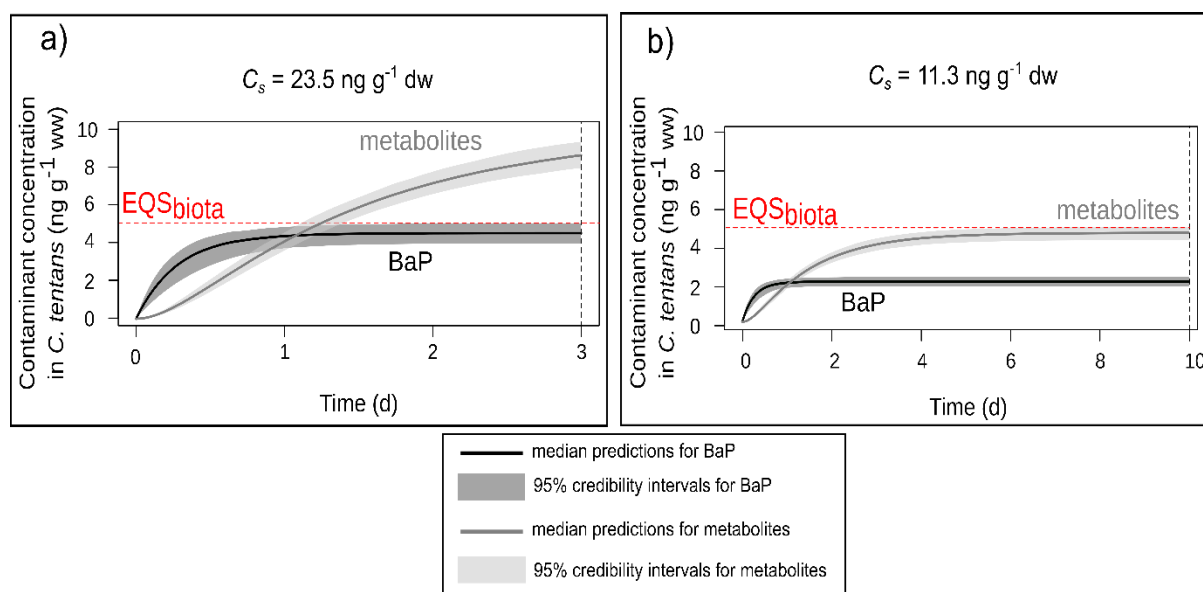 a)
C_s = 23.5 ng g⁻¹ dw
Contaminant concentration
in C. tentans (ng g⁻¹ ww)
10
8
6
4
2
0
metabolites
EQS_biota
BaP
0 1 2 3
Time (d)
b)
C_s = 11.3 ng g⁻¹ dw
Contaminant concentration
in C. tentans (ng g⁻¹ ww)
10
8
6
4
2
0
EQS_biota
metabolites
BaP
0 2 4 6 8 10
Time (d)
median predictions for BaP
95% credibility intervals for BaP
median predictions for metabolites
95% credibility intervals for metabolites